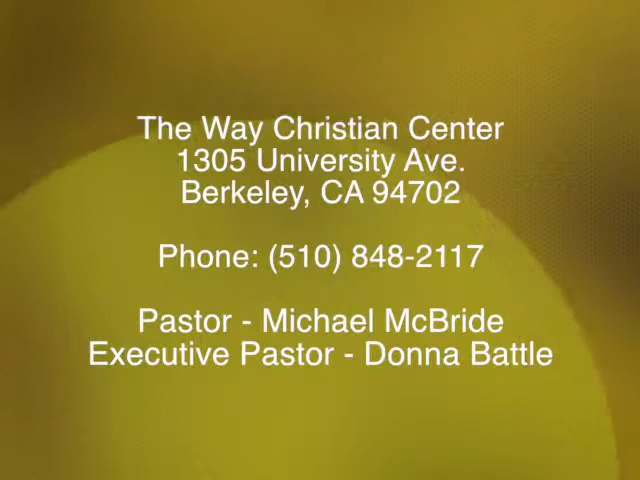 The Way Christian Center
1305 University Ave.
Berkeley, CA 94702
Phone: (510) 848-2117
Pastor - Michael McBride
Executive Pastor - Donna Battle